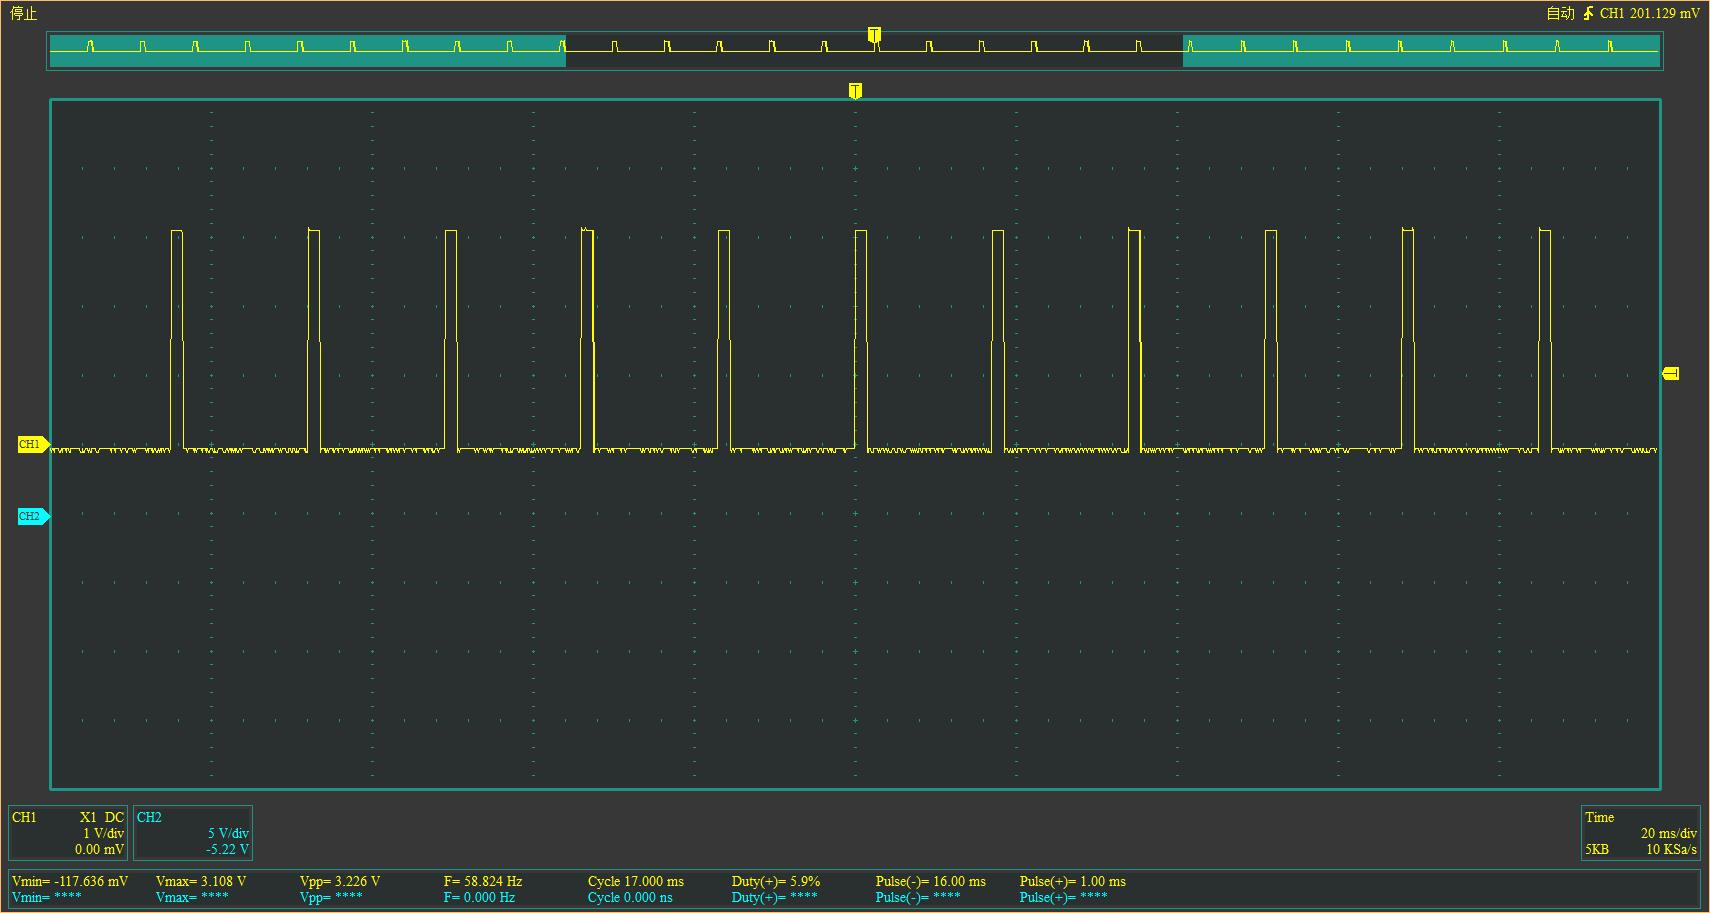 停止
自动 CH1 201.129 mV
T
T
CH1
CH2
CH1 X1 DC
1 V/div
0.00 mV
CH2
5 V/div
-5.22 V
Time
20 ms/div
5KB 10 KSa/s
Vmin= -117.636 mV Vmax= 3.108 V Vpp= 3.226 V F= 58.824 Hz Cycle 17.000 ms Duty(+)= 5.9% Pulse(-)= 16.00 ms Pulse(+)= 1.00 ms
Vmin= **** Vmax= **** Vpp= **** F= 0.000 Hz Cycle 0.000 ns Duty(+)= **** Pulse(-)= **** Pulse(+)= ****